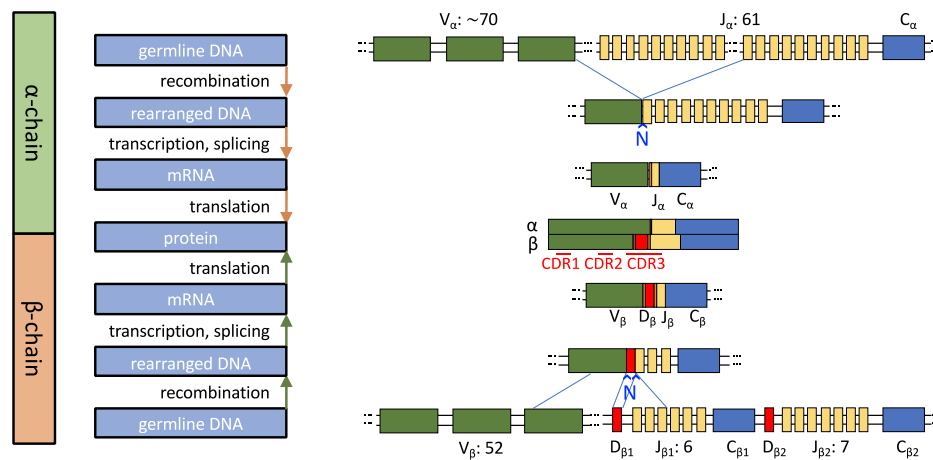 Vα: ~70
Jα: 61
Cα
germline DNA
recombination
rearranged DNA
N
transcription, splicing
mRNA
Vα
Jα
Cα
translation
α-chain
protein
α
β
CDR1
CDR2
CDR3
translation
mRNA
Vβ
Dβ
Jβ
Cβ
β-chain
transcription, splicing
rearranged DNA
N
recombination
germline DNA
Vβ: 52
Dβ1
Jβ1: 6
Cβ1
Dβ2
Jβ2: 7
Cβ2